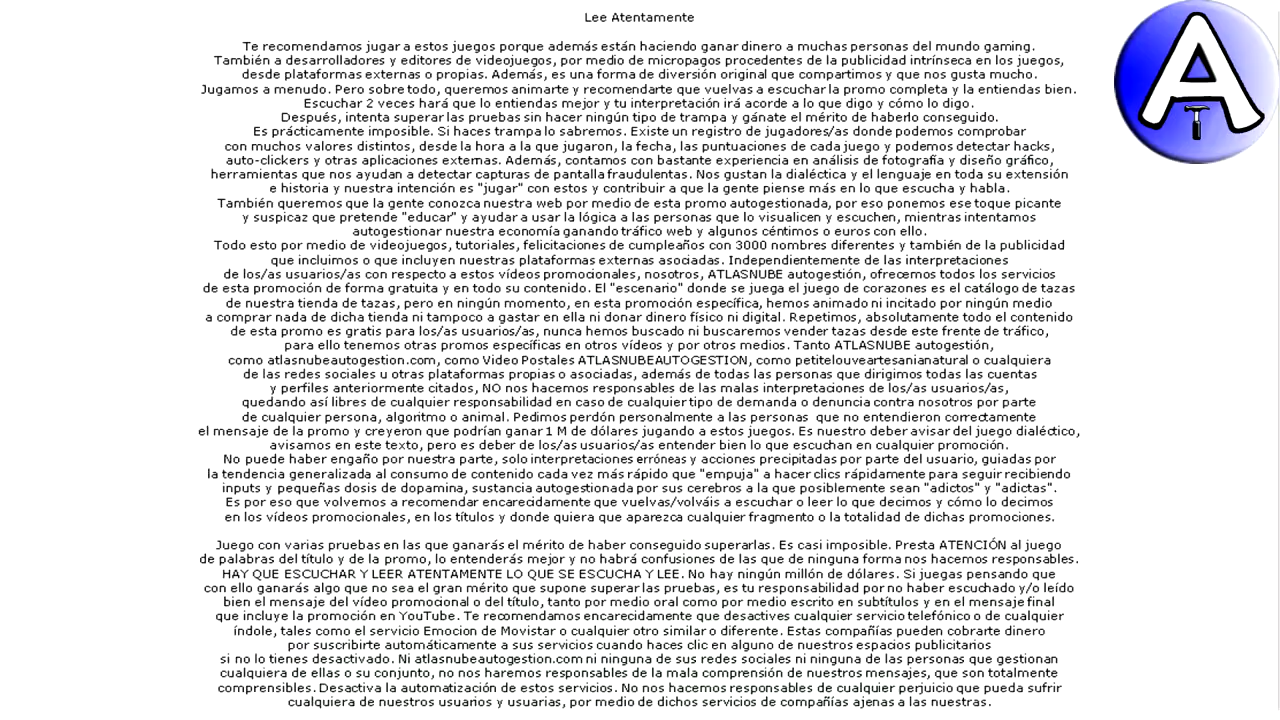 Lee Atentamente
Te recomendamos jugar a estos juegos porque además están haciendo ganar dinero a muchas personas del mundo gaming.
También a desarrolladores y editores de videojuegos, por medio de micropagos procedentes de la publicidad intrínseca en los juegos,
desde plataformas externas o propias. Además, es una forma de diversión original que compartimos y que nos gusta mucho.
Jugamos a menudo. Pero sobre todo, queremos animarte y recomendarte que vuelvas a escuchar la promo completa y la entiendas bien.
Escuchar 2 veces hará que lo entiendas mejor y tu interpretación irá acorde a lo que digo y cómo lo digo.
Después, intenta superar las pruebas sin hacer ningún tipo de trampa y gánate el mérito de haberlo conseguido.
Es prácticamente imposible. Si haces trampa lo sabremos. Existe un registro de jugadores/as donde podemos comprobar
con muchos valores distintos, desde la hora a la que jugaron, la fecha, las puntuaciones de cada juego y podemos detectar hacks,
auto-clickers y otras aplicaciones externas. Además, contamos con bastante experiencia en análisis de fotografía y diseño gráfico,
herramientas que nos ayudan a detectar capturas de pantalla fraudulentas. Nos gustan la dialéctica y el lenguaje en toda su extensión
e historia y nuestra intención es "jugar" con estos y contribuir a que la gente piense más en lo que escucha y habla.
También queremos que la gente conozca nuestra web por medio de esta promo autogestionada, por eso ponemos ese toque picante
y suspicaz que pretende "educar" y ayudar a usar la lógica a las personas que lo visualicen y escuchen, mientras intentamos
autogestionar nuestra economía ganando tráfico web y algunos céntimos o euros con ello.
Todo esto por medio de videojuegos, tutoriales, felicitaciones de cumpleaños con 3000 nombres diferentes y también de la publicidad
que incluimos o que incluyen nuestras plataformas externas asociadas. Independientemente de las interpretaciones
de los/as usuarios/as con respecto a estos vídeos promocionales, nosotros, ATLASNUBE autogestión, ofrecemos todos los servicios
de esta promoción de forma gratuita y en todo su contenido. El "escenario" donde se juega el juego de corazones es el catálogo de tazas
de nuestra tienda de tazas, pero en ningún momento, en esta promoción específica, hemos animado ni incitado por ningún medio
a comprar nada de dicha tienda ni tampoco a gastar en ella ni donar dinero físico ni digital. Repetimos, absolutamente todo el contenido
de esta promo es gratis para los/as usuarios/as, nunca hemos buscado ni buscaremos vender tazas desde este frente de tráfico,
para ello tenemos otras promos específicas en otros vídeos y por otros medios. Tanto ATLASNUBE autogestión,
como atlasnubeautogestion.com, como Video Postales ATLASNUBEAUTOGESTION, como petitelouveartesanianatural o cualquiera
de las redes sociales u otras plataformas propias o asociadas, además de todas las personas que dirigimos todas las cuentas
y perfiles anteriormente citados, NO nos hacemos responsables de las malas interpretaciones de los/as usuarios/as,
quedando así libres de cualquier responsabilidad en caso de cualquier tipo de demanda o denuncia contra nosotros por parte
de cualquier persona, algoritmo o animal. Pedimos perdón personalmente a las personas que no entendieron correctamente
el mensaje de la promo y creyeron que podrían ganar 1 M de dólares jugando a estos juegos. Es nuestro deber avisar del juego dialéctico,
avisamos en este texto, pero es deber de los/as usuarios/as entender bien lo que escuchan en cualquier promoción.
No puede haber engaño por nuestra parte, solo interpretaciones erróneas y acciones precipitadas por parte del usuario, guiadas por
la tendencia generalizada al consumo de contenido cada vez más rápido que "empuja" a hacer clics rápidamente para seguir recibiendo
inputs y pequeñas dosis de dopamina, sustancia autogestionada por sus cerebros a la que posiblemente sean "adictos" y "adictas".
Es por eso que volvemos a recomendar encarecidamente que vuelvas/volváis a escuchar o leer lo que decimos y cómo lo decimos
en los vídeos promocionales, en los títulos y donde quiera que aparezca cualquier fragmento o la totalidad de dichas promociones.
Juego con varias pruebas en las que ganarás el mérito de haber conseguido superarlas. Es casi imposible. Presta ATENCIÓN al juego
de palabras del título y de la promo, lo entenderás mejor y no habrá confusiones de las que de ninguna forma nos hacemos responsables.
HAY QUE ESCUCHAR Y LEER ATENTAMENTE LO QUE SE ESCUCHA Y LEE. No hay ningún millón de dólares. Si juegas pensando que
con ello ganarás algo que no sea el gran mérito que supone superar las pruebas, es tu responsabilidad por no haber escuchado y/o leído
bien el mensaje del vídeo promocional o del título, tanto por medio oral como por medio escrito en subtítulos y en el mensaje final
que incluye la promoción en YouTube. Te recomendamos encarecidamente que desactives cualquier servicio telefónico o de cualquier
índole, tales como el servicio Emocion de Movistar o cualquier otro similar o diferente. Estas compañías pueden cobrarte dinero
por suscribirte automáticamente a sus servicios cuando haces clic en alguno de nuestros espacios publicitarios
si no lo tienes desactivado. Ni atlasnubeautogestion.com ni ninguna de sus redes sociales ni ninguna de las personas que gestionan
cualquiera de ellas o su conjunto, no nos haremos responsables de la mala comprensión de nuestros mensajes, que son totalmente
comprensibles. Desactiva la automatización de estos servicios. No nos hacemos responsables de cualquier perjuicio que pueda sufrir
cualquiera de nuestros usuarios y usuarias, por medio de dichos servicios de compañías ajenas a las nuestras.
A